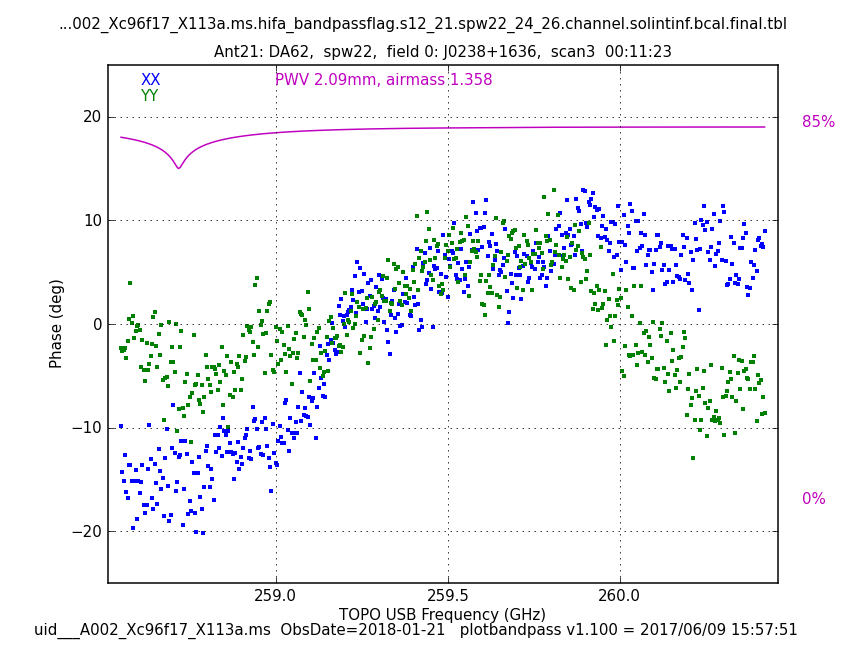 ...002_Xc96f17_X113a.ms.hifa_bandpassflag.s12_21.spw22_24_26.channel.solintinf.bcal.final.tbl
Ant21: DA62, spw22, field 0: J0238+1636, scan3 00:11:23
XX
PWV 2.09mm, airmass 1.358
YY
20
85%
10
0
Phase (deg)
−10
0%
−20
259.0 259.5 260.0
TOPO USB Frequency (GHz)
uid___A002_Xc96f17_X113a.ms ObsDate=2018-01-21 plotbandpass v1.100 = 2017/06/09 15:57:51